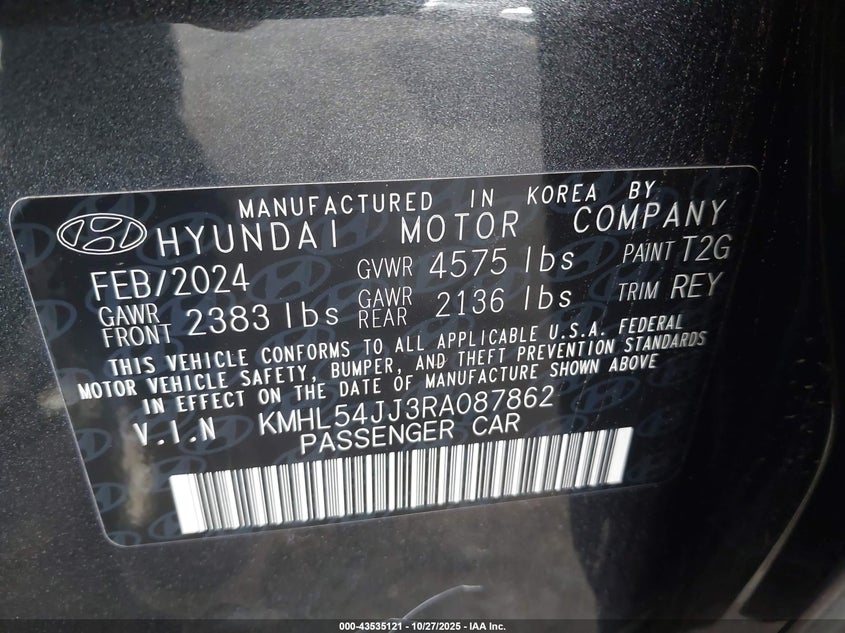 MANUFACTURED IN KOREA BY
HYUNDAI MOTOR COMPANY
FEB/2024 GVWR 4575 lbs PAINT T2G
GAWR FRONT 2383 lbs GAWR REAR 2136 lbs TRIM REY
THIS VEHICLE CONFORMS TO ALL APPLICABLE U.S.A. FEDERAL
MOTOR VEHICLE SAFETY, BUMPER, AND THEFT PREVENTION STANDARDS
IN EFFECT ON THE DATE OF MANUFACTURE SHOWN ABOVE
V.I.N KMHL54JJ3RA087862
PASSENGER CAR
000-43535121 - 10/27/2025 - IAA Inc.